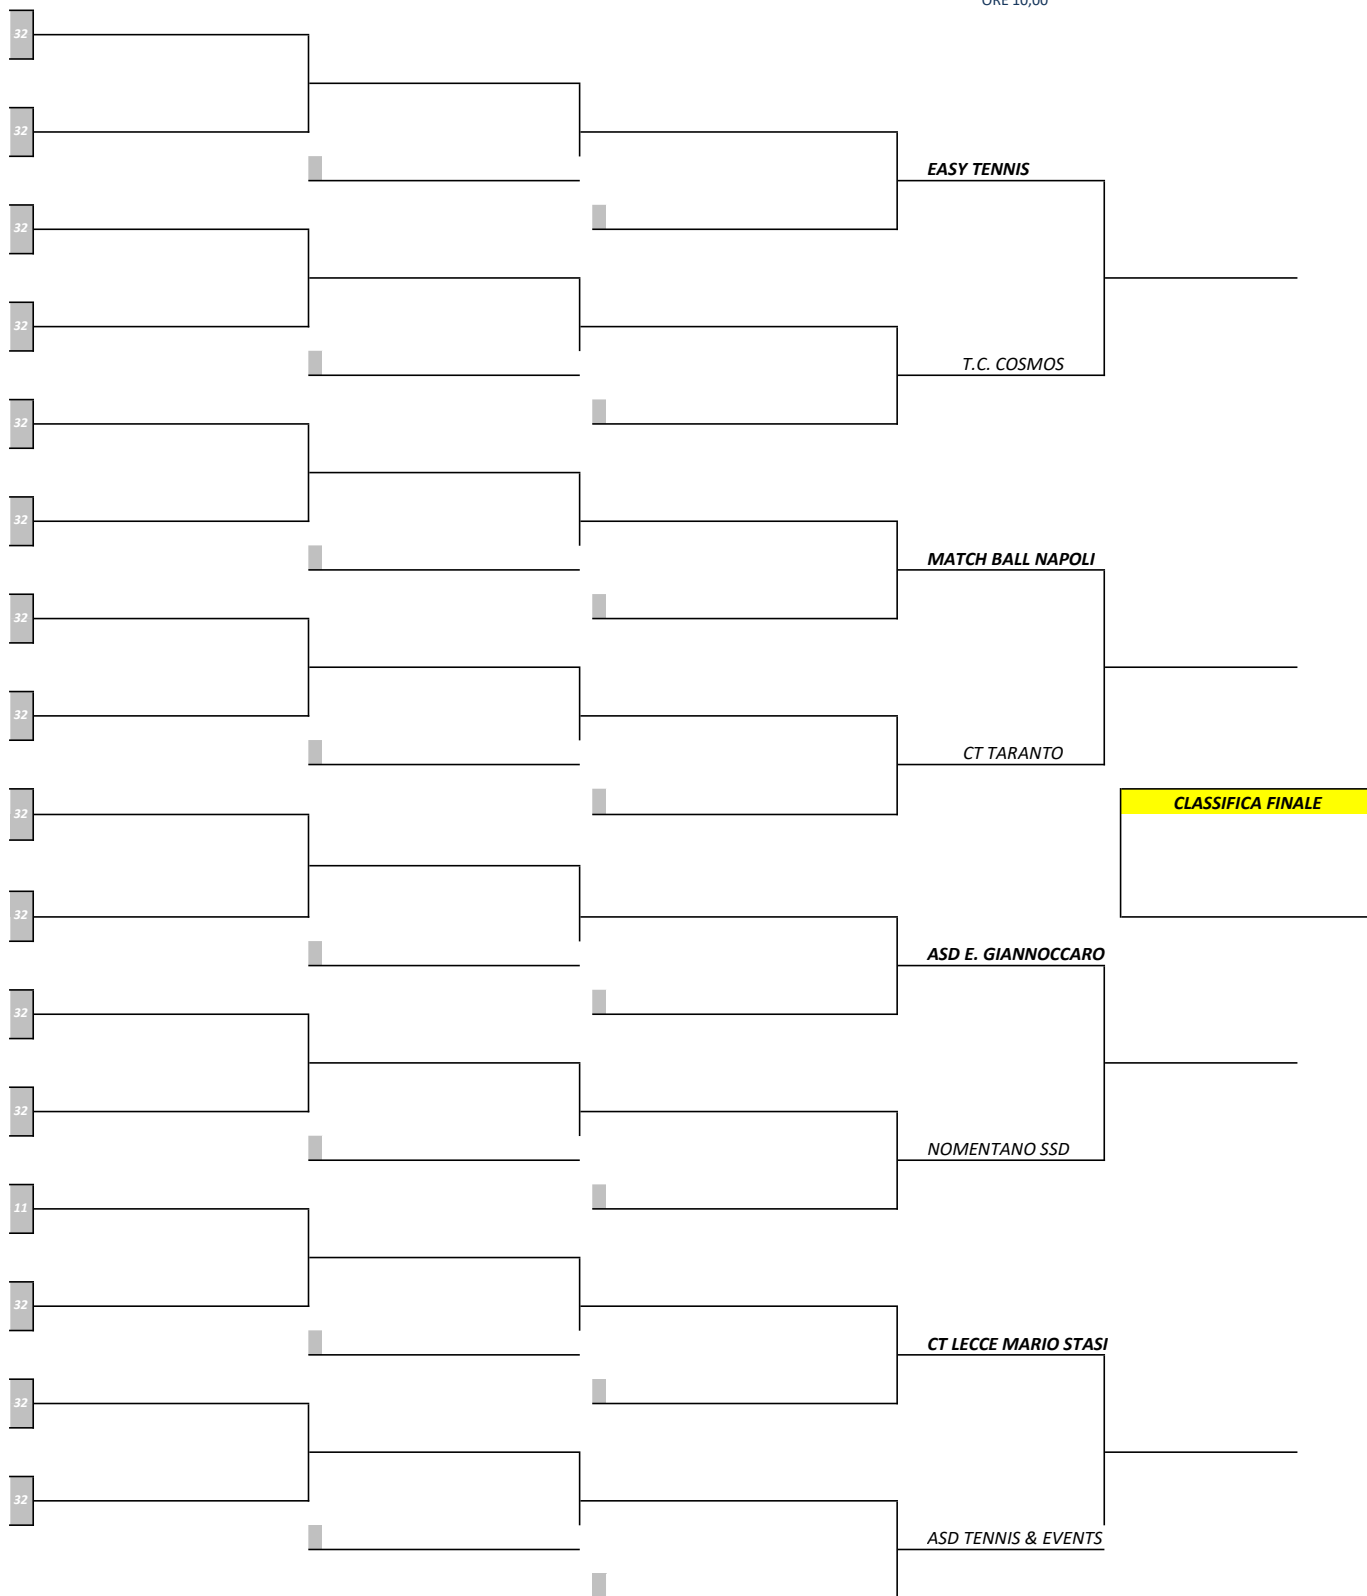 ORE 10,00
32
32
EASY TENNIS
32
32
T.C. COSMOS
32
32
MATCH BALL NAPOLI
32
32
CT TARANTO
32
CLASSIFICA FINALE
32
ASD E. GIANNOCCARO
32
32
NOMENTANO SSD
11
32
CT LECCE MARIO STASI
32
32
ASD TENNIS & EVENTS